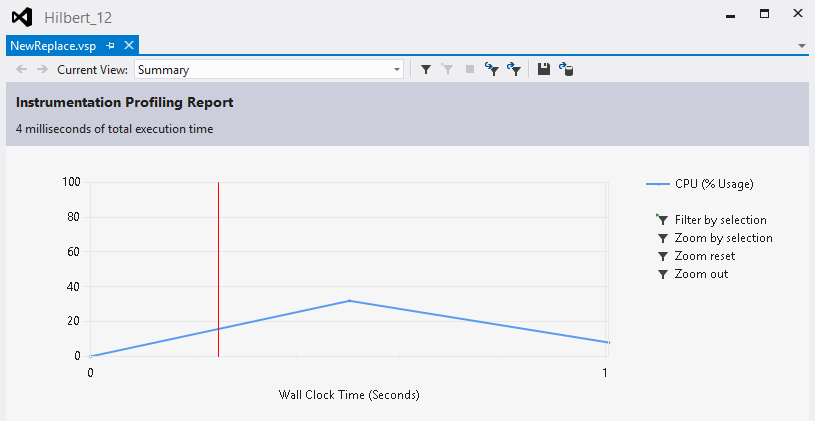 Hilbert_12
NewReplace.vsp
Current View: Summary
Instrumentation Profiling Report
4 milliseconds of total execution time
100
80
60
40
20
0
0
1
Wall Clock Time (Seconds)
CPU (% Usage)
Filter by selection
Zoom by selection
Zoom reset
Zoom out